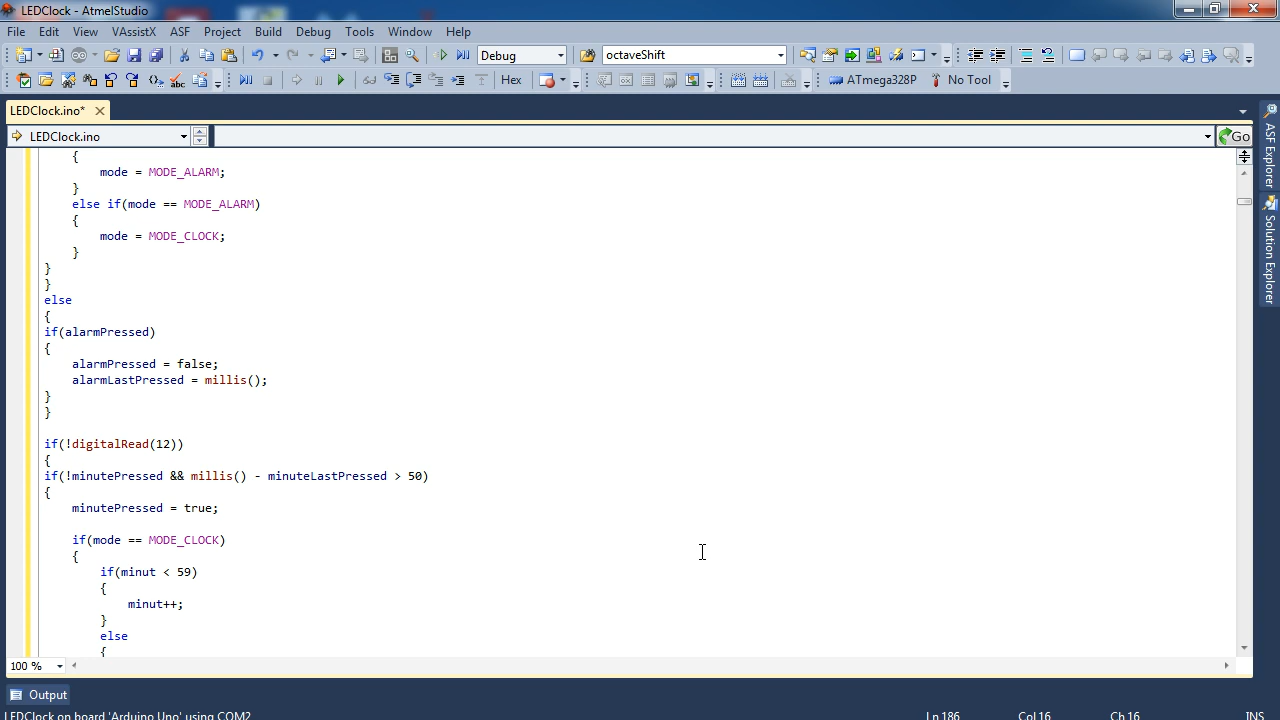 LEDClock - AtmelStudio
File Edit View VAssistX ASF Project Build Debug Tools Window Help
Debug octaveShift
Hex ATmega328P No Tool
LEDClock.ino*
LEDClock.ino Go
{
mode = MODE_ALARM;
}
else if(mode == MODE_ALARM)
{
mode = MODE_CLOCK;
}
}
}
else
{
if(alarmPressed)
{
alarmPressed = false;
alarmLastPressed = millis();
}
}
if(!digitalRead(12))
{
if(!minutePressed && millis() - minuteLastPressed > 50)
{
minutePressed = true;
if(mode == MODE_CLOCK)
{
if(minut < 59)
{
minut++;
}
else
{
100 %
Output
LEDClock on board 'Arduino Uno' using COM2 Ln 186 Col 16 Ch 16 INS
ASF Explorer
Solution Explorer